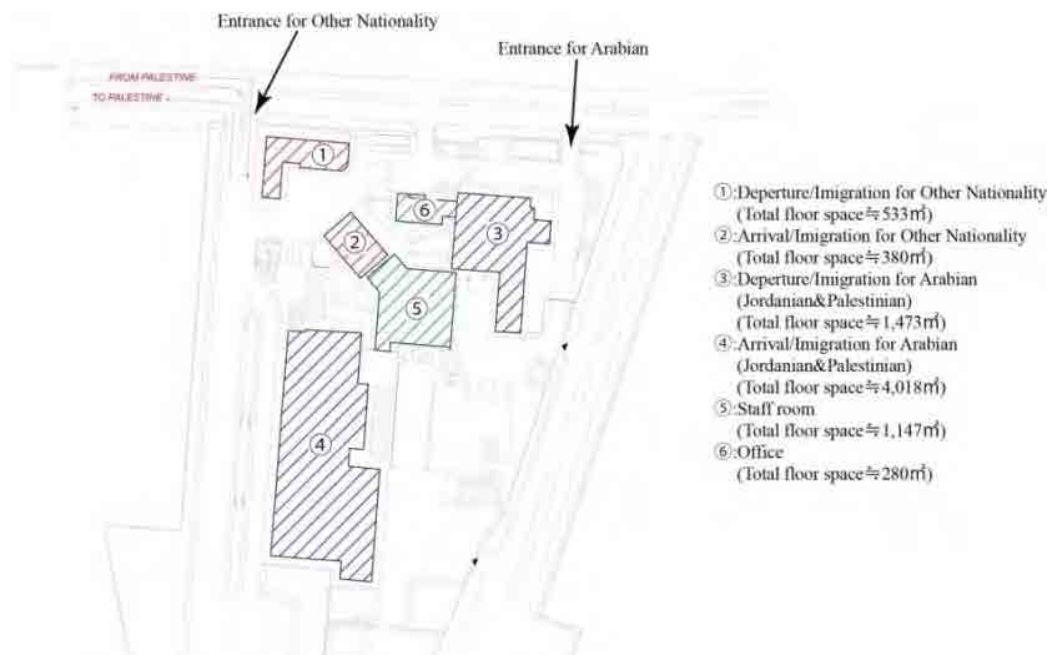 Entrance for Other Nationality
Entrance for Arabian
FROM PALESTINE
TO PALESTINE
①
⑥
③
②
⑤
④
①:Deperture/Imigration for Other Nationality
(Total floor space≒533㎡)
②:Arrival/Imigration for Other Nationality
(Total floor space≒380㎡)
③:Departure/Imigration for Arabian
(Jordanian&Palestinian)
(Total floor space≒1,473㎡)
④:Arrival/Imigration for Arabian
(Jordanian&Palestinian)
(Total floor space≒4,018㎡)
⑤:Staff room
(Total floor space≒1,147㎡)
⑥:Office
(Total floor space≒280㎡)